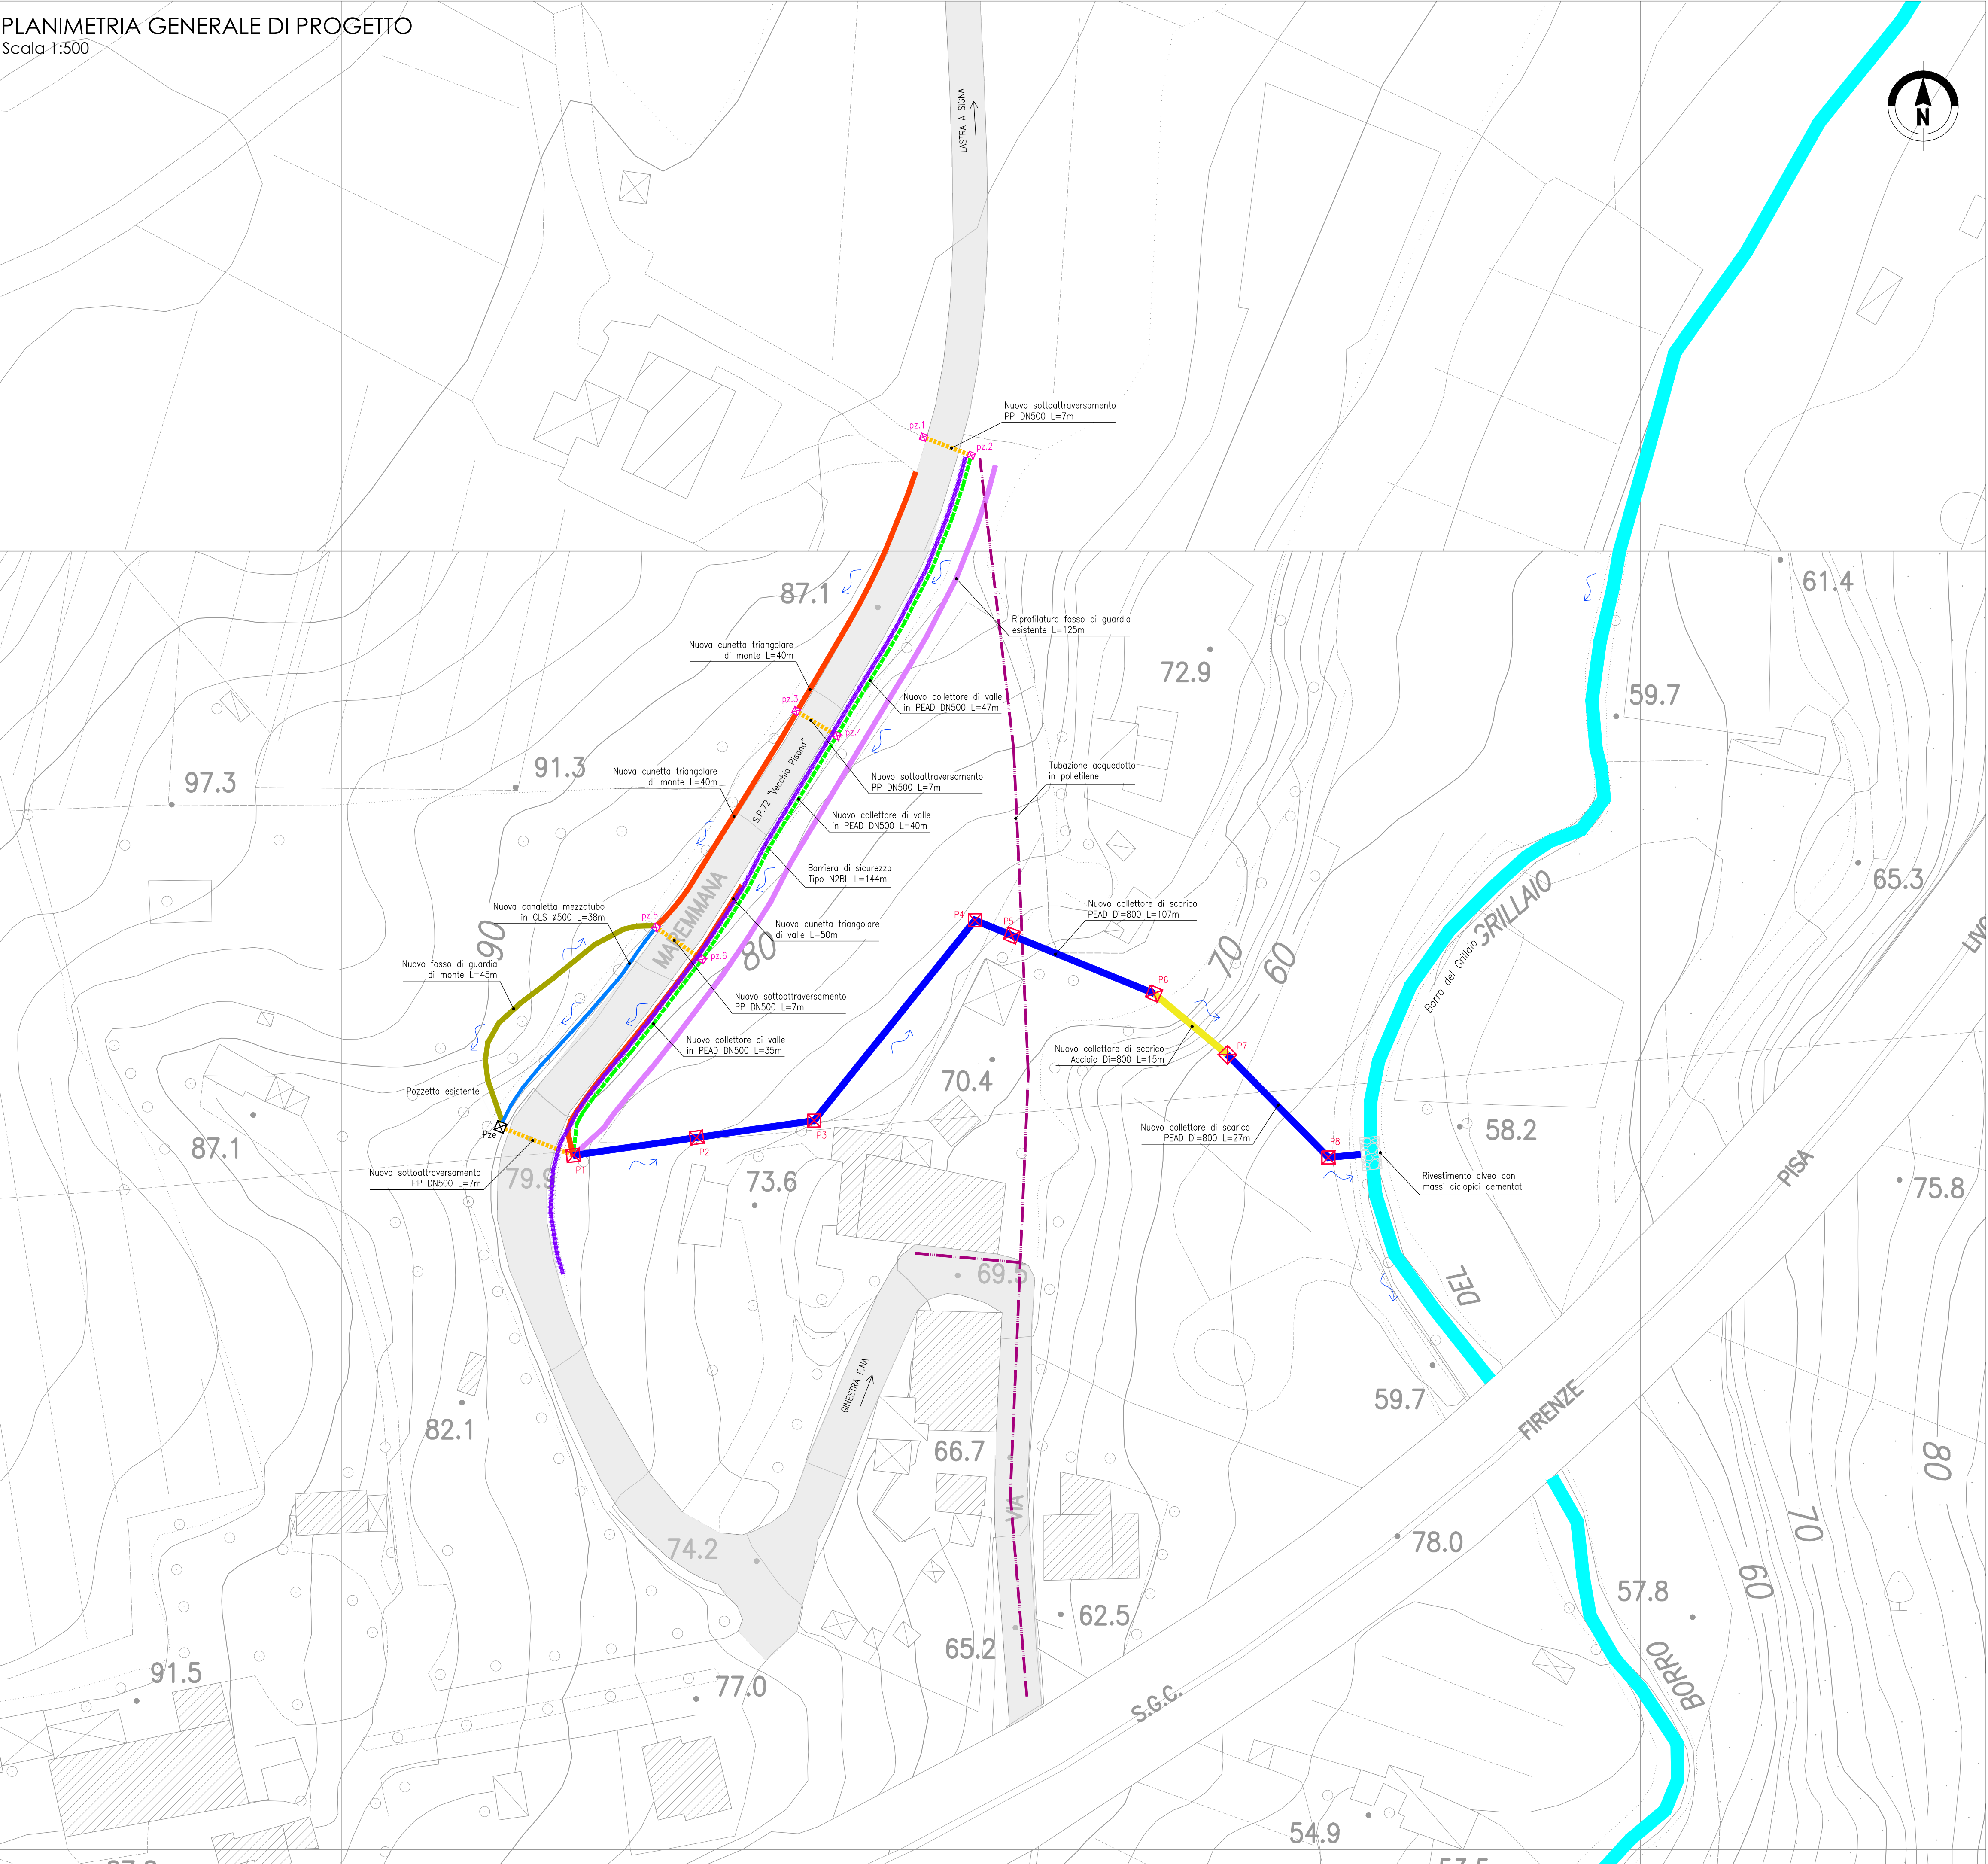 PLANIMETRIA GENERALE DI PROGETTO
Scala 1:500
N
LASTRA A SIGNA
Nuovo sottoattraversamento
PP DN500 L=7m
pz.1
pz.2
87.1
61.4
Riprofilatura fosso di guardia
esistente L=125m
Nuova cunetta triangolare
di monte L=40m
72.9
59.7
pz.3
Nuovo collettore di valle
in PEAD DN500 L=47m
pz.4
S.P.72 "Vecchia Pisana"
97.3
91.3
Nuova cunetta triangolare
di monte L=40m
Nuovo sottoattraversamento
PP DN500 L=7m
Tubazione acquedotto
in polietilene
Nuovo collettore di valle
in PEAD DN500 L=40m
Barriera di sicurezza
Tipo N2BL L=144m
65.3
Nuova canaletta mezzotubo
in CLS ø500 L=38m
pz.5
MAREMMANA
Nuova cunetta triangolare
di valle L=50m
P4
P5
Nuovo collettore di scarico
PEAD Di=800 L=107m
GRILLAIO
Borro del Grillaio
90
80
70
60
pz.6
Nuovo fosso di guardia
di monte L=45m
P6
Nuovo sottoattraversamento
PP DN500 L=7m
Nuovo collettore di valle
in PEAD DN500 L=35m
Nuovo collettore di scarico
Acciaio Di=800 L=15m
P7
Pozzetto esistente
70.4
Pze
P3
P2
P1
87.1
58.2
Nuovo collettore di scarico
PEAD Di=800 L=27m
P8
Nuovo sottoattraversamento
PP DN500 L=7m
79.9
73.6
Rivestimento alveo con
massi ciclopici cementati
75.8
PISA
69.5
DEL
GINESTRA F.NA
59.7
FIRENZE
82.1
66.7
VIA
80
70
60
74.2
78.0
57.8
62.5
65.2
BORRO
91.5
77.0
S.G.C.
54.9